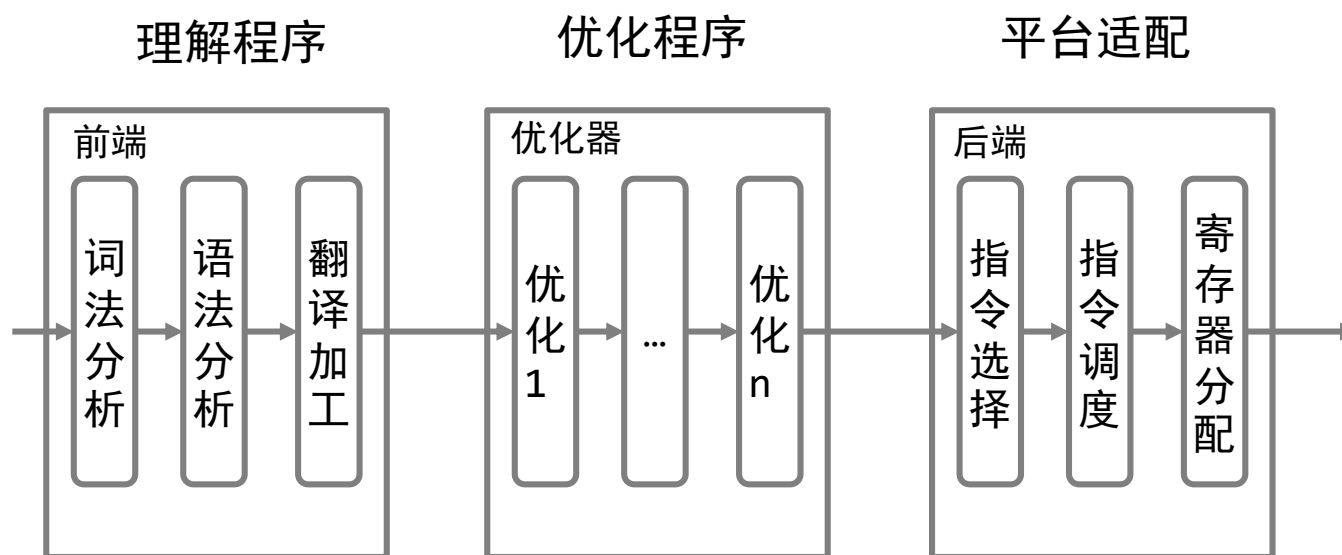 理解程序
优化程序
平台适配
前端
词法分析
语法分析
翻译加工
优化器
优化1
…
优化n
后端
指令选择
指令调度
寄存器分配